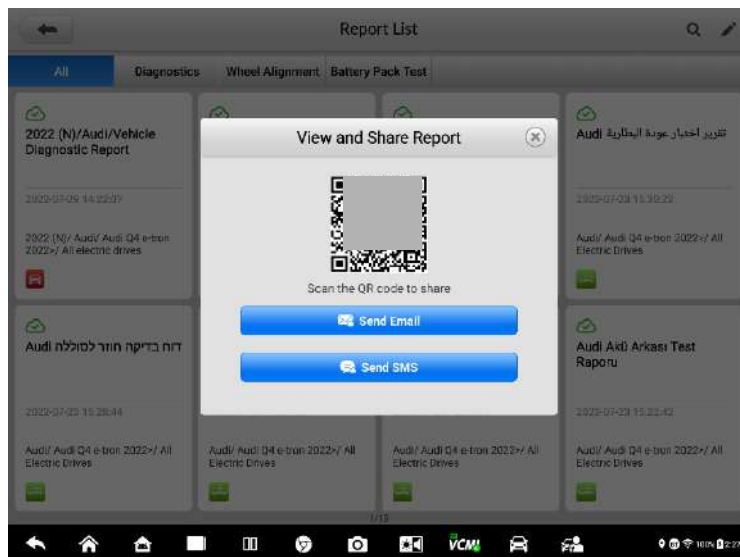 Report List
All
Diagnostics
Wheel Alignment
Battery Pack Test
2022 (N)/Audi/Vehicle
Diagnostic Report
2022-07-29 14:22:07
2022 (N)/ Audi/ Audi Q4 e-tron
2022>/ All electric drives
View and Share Report
Scan the QR code to share
Send Email
Send SMS
تقرير اختبار عودة البطارية Audi
2022-07-23 15:30:29
Audi/ Audi Q4 e-tron 2022>/ All
Electric Drives
דוח בדיקה חוזר לסוללה Audi
2022-07-23 15:28:44
Audi/ Audi Q4 e-tron 2022>/ All
Electric Drives
Audi/ Audi Q4 e-tron 2022>/ All
Electric Drives
Audi/ Audi Q4 e-tron 2022>/ All
Electric Drives
Audi Akü Arkası Test
Raporu
2022-07-23 15:22:42
Audi/ Audi Q4 e-tron 2022>/ All
Electric Drives
1/13
VCMI
100%
2:27